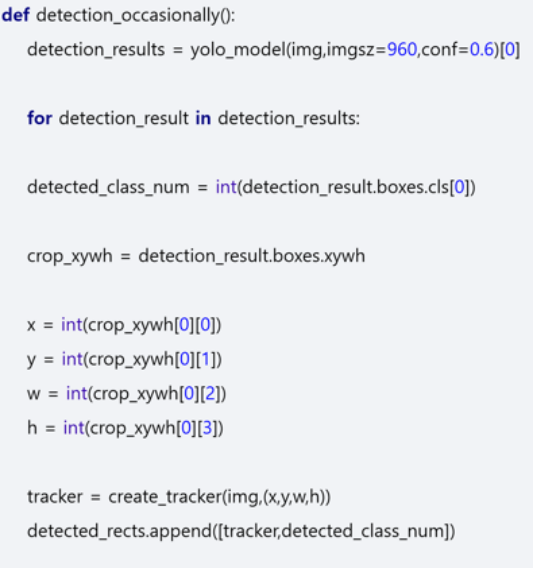 def detection_occasionally():
detection_results = yolo_model(img,imgsz=960,conf=0.6)[0]
for detection_result in detection_results:
detected_class_num = int(detection_result.boxes.cls[0])
crop_xywh = detection_result.boxes.xywh
x = int(crop_xywh[0][0])
y = int(crop_xywh[0][1])
w = int(crop_xywh[0][2])
h = int(crop_xywh[0][3])
tracker = create_tracker(img,(x,y,w,h))
detected_rects.append([tracker,detected_class_num])